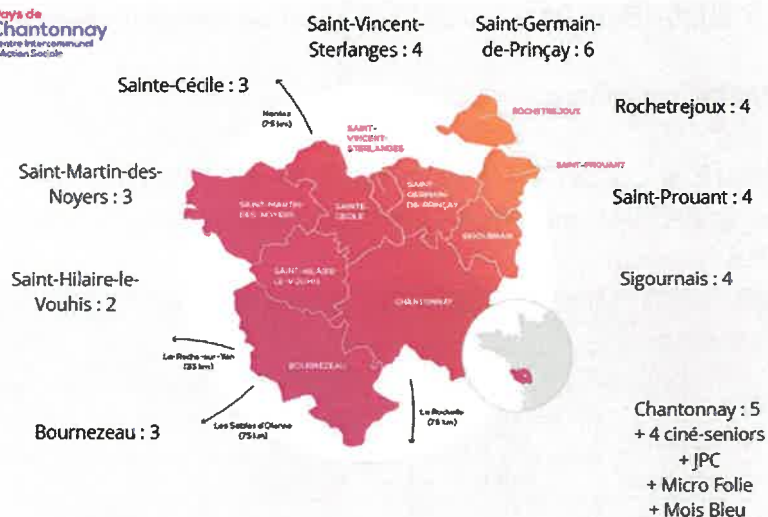 Pays de
Chantonnay
Centre Intercommunal
d'Action Sociale
Saint-Vincent-
Sterlanges : 4
Saint-Germain-
de-Prinçay : 6
Sainte-Cécile : 3
Rochetrejoux : 4
Saint-Martin-des-
Noyers : 3
Saint-Prouant : 4
Saint-Hilaire-le-
Vouhis : 2
Sigournais : 4
Bournezeau : 3
Chantonnay : 5
+ 4 ciné-seniors
+ JPC
+ Micro Folie
+ Mois Bleu
Nantes
(75 km)
SAINT-
VINCENT-
STERLANGES
ROCHETREJOUX
SAINT-PROUANT
SAINT-MARTIN-
DES-NOYERS
SAINTE-
CÉCILE
SAINT-
GERMAIN
DE-PRINÇAY
SIGOURNAIS
SAINT-HILAIRE
LE-VOUHIS
CHANTONNAY
BOURNEZEAU
La Roche-sur-Yon
(35 km)
Les Sables d'Olonne
(75 km)
La Rochelle
(75 km)